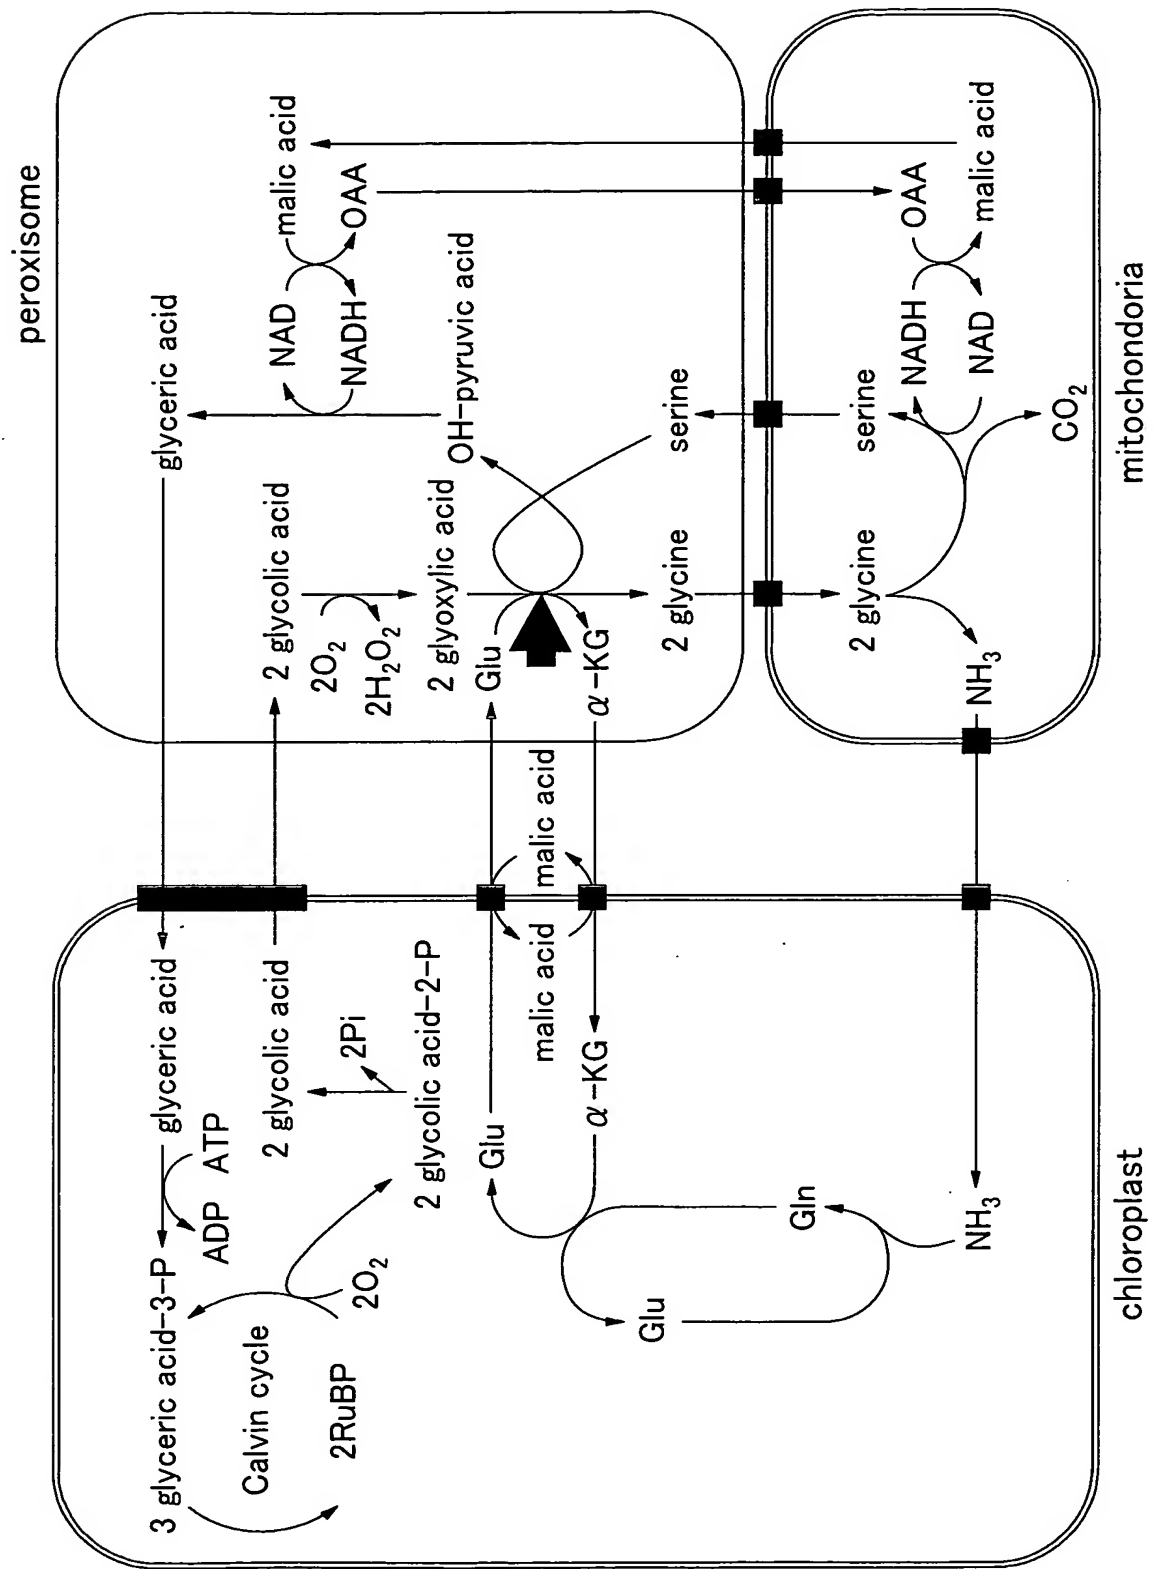 peroxisome
glyceric acid
NAD
malic acid
NADH
OAA
2 glycolic acid
2O₂
2H₂O₂
2 glyoxylic acid
OH-pyruvic acid
Glu
α-KG
2 glycine
serine
mitochondoria
2 glycine
serine
NADH
OAA
NAD
malic acid
NH₃
CO₂
chloroplast
3 glyceric acid-3-P
glyceric acid
ADP
ATP
Calvin cycle
2 glycolic acid
2Pi
2RuBP
2O₂
2 glycolic acid-2-P
Glu
malic acid
malic acid
α-KG
Glu
Gln
NH₃